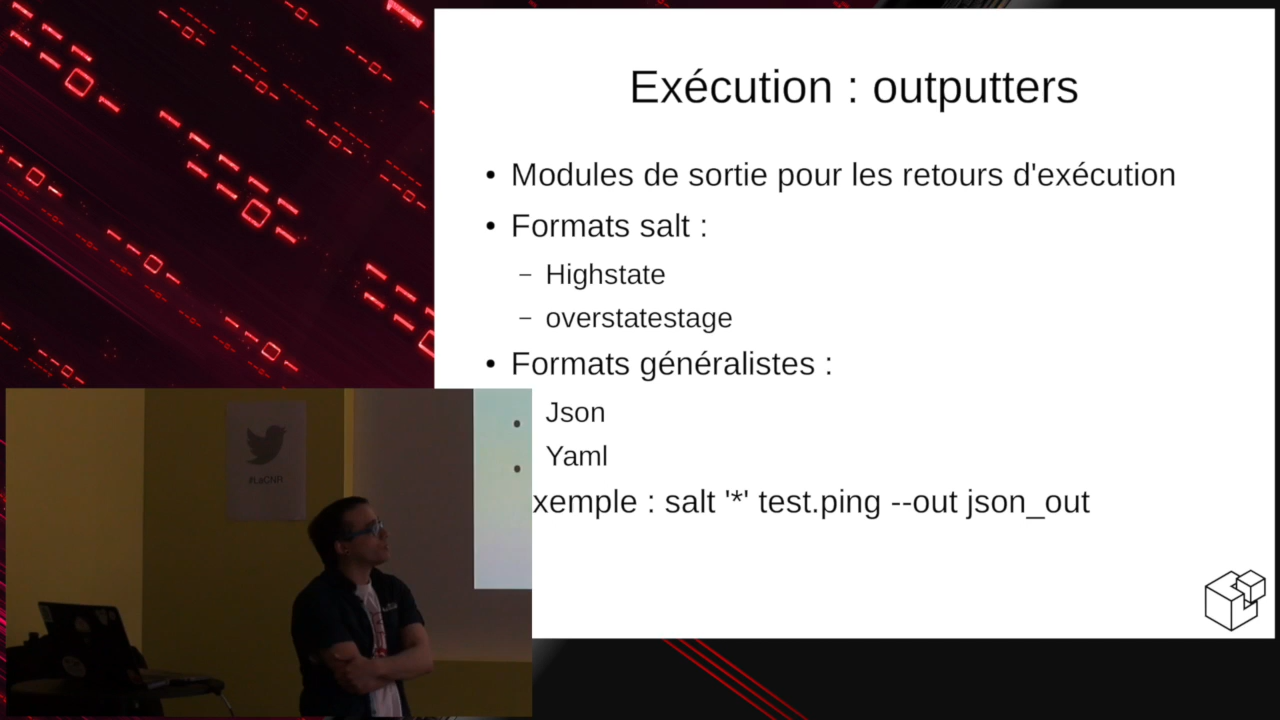 Exécution : outputters
• Modules de sortie pour les retours d'exécution
• Formats salt :
– Highstate
– overstatestage
• Formats généralistes :
Json
Yaml
xemple : salt '*' test.ping --out json_out